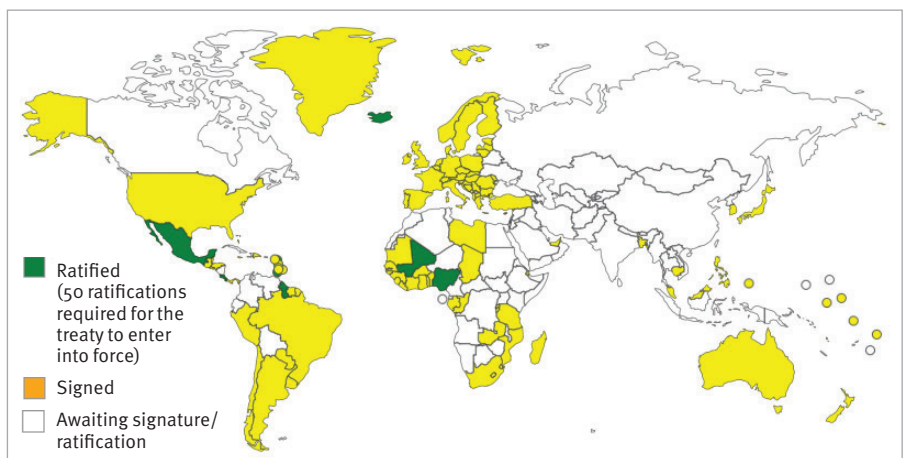 Ratified
(50 ratifications
required for the
treaty to enter
into force)
Signed
Awaiting signature/
ratification